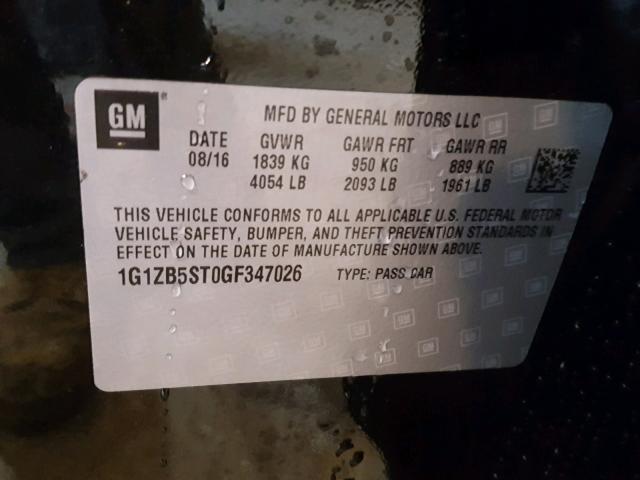 GM
MFD BY GENERAL MOTORS LLC
DATE GVWR GAWR FRT GAWR RR
08/16 1839 KG 950 KG 889 KG
4054 LB 2093 LB 1961 LB
THIS VEHICLE CONFORMS TO ALL APPLICABLE U.S. FEDERAL MOTOR
VEHICLE SAFETY, BUMPER, AND THEFT PREVENTION STANDARDS IN
EFFECT ON THE DATE OF MANUFACTURE SHOWN ABOVE.
1G1ZB5ST0GF347026 TYPE: PASS CAR